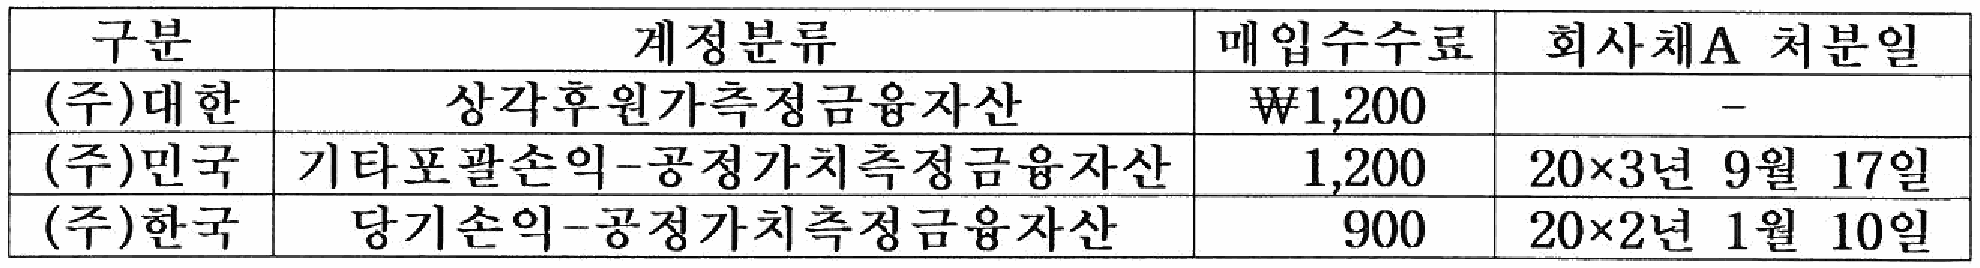 구분 계정분류 매입수수료 회사채A 처분일
(주)대한 상각후원가측정금융자산 ₩1,200 -
(주)민국 기타포괄손익-공정가치측정금융자산 1,200 20×3년 9월 17일
(주)한국 당기손익-공정가치측정금융자산 900 20×2년 1월 10일